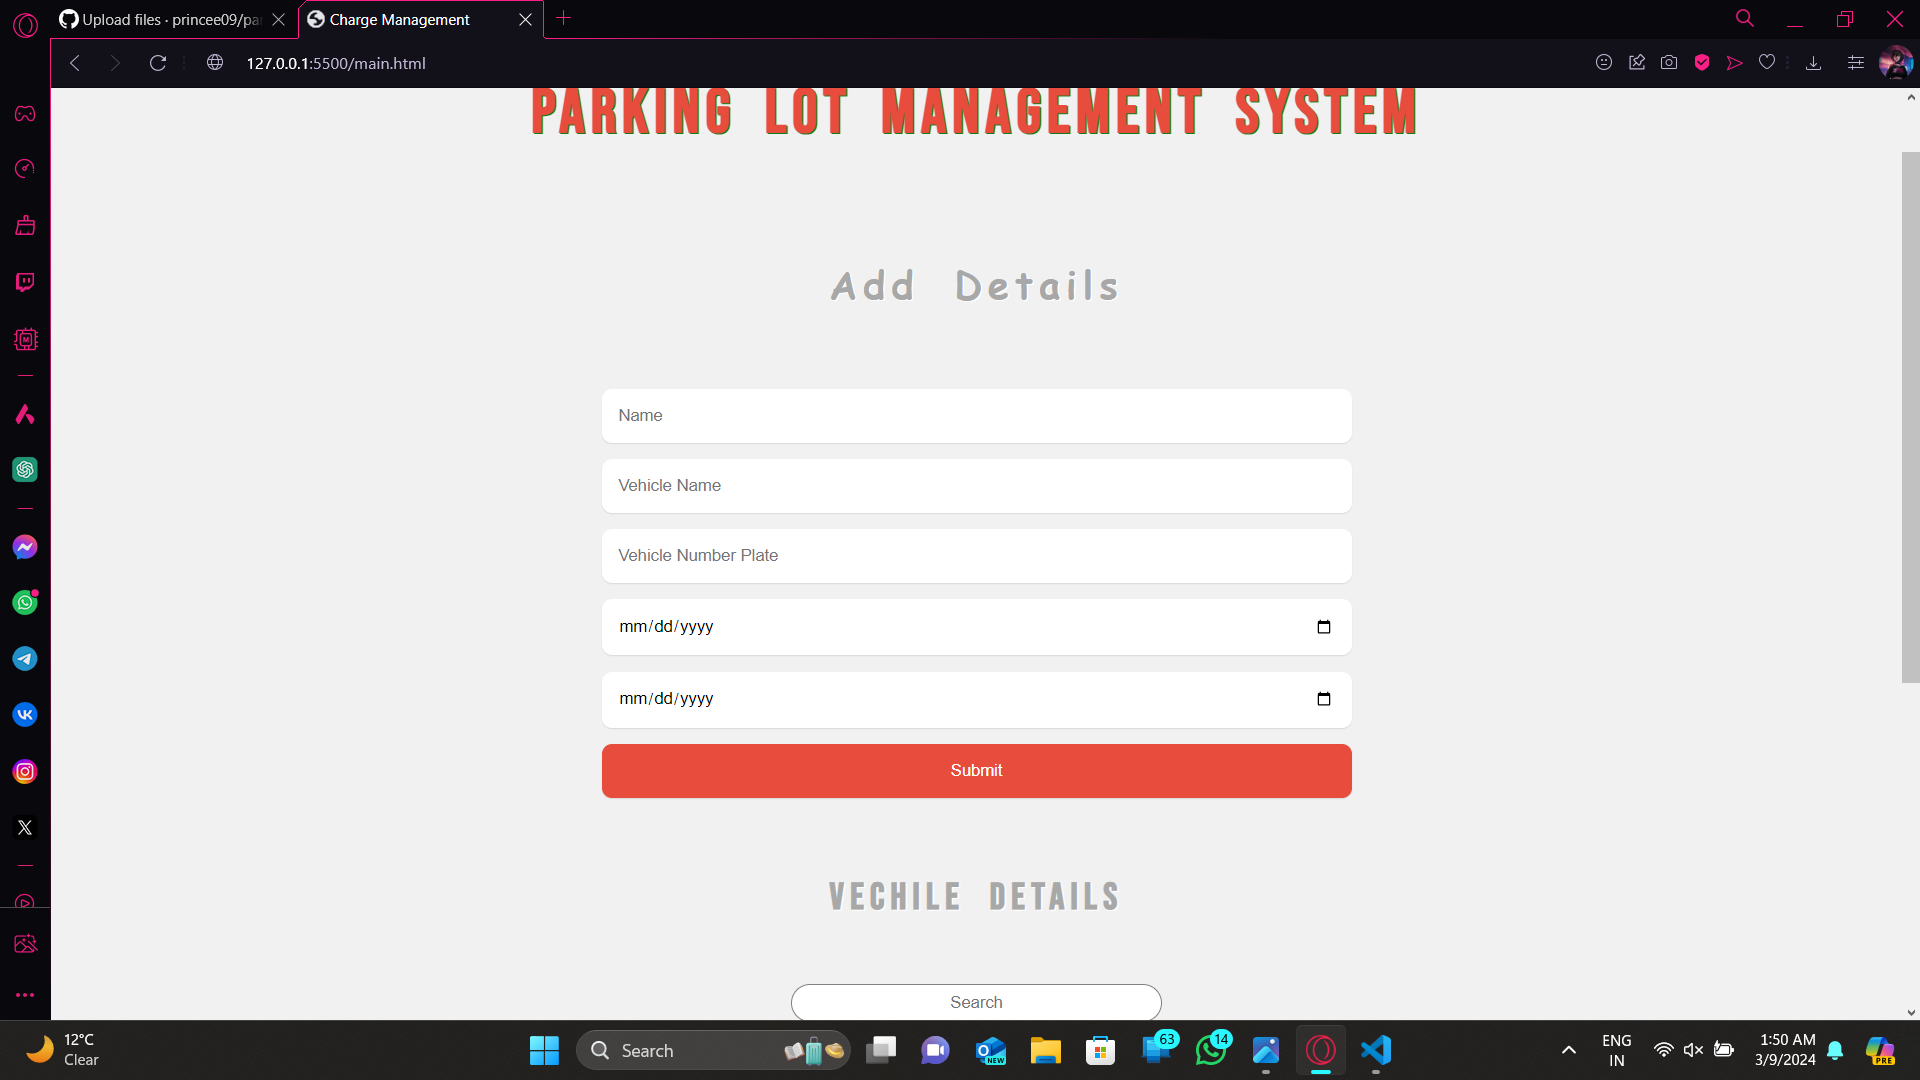 Upload files · princee09/pa
Charge Management
127.0.0.1:5500/main.html
PARKING LOT MANAGEMENT SYSTEM
Add Details
Name
Vehicle Name
Vehicle Number Plate
mm/dd/yyyy
mm/dd/yyyy
Submit
VECHILE DETAILS
Search
12°C
Clear
Search
NEW
63
14
ENG
IN
1:50 AM
3/9/2024
PRE